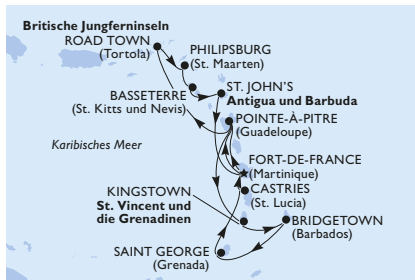 Britische Jungferninseln
ROAD TOWN
(Tortola)
PHILIPSBURG
(St. Maarten)
ST. JOHN'S
Antigua und Barbuda
BASSETERRE
(St. Kitts und Nevis)
POINTE-À-PITRE
(Guadeloupe)
Karibisches Meer
FORT-DE-FRANCE
(Martinique)
CASTRIES
(St. Lucia)
KINGSTOWN
St. Vincent und
die Grenadinen
BRIDGETOWN
(Barbados)
SAINT GEORGE
(Grenada)